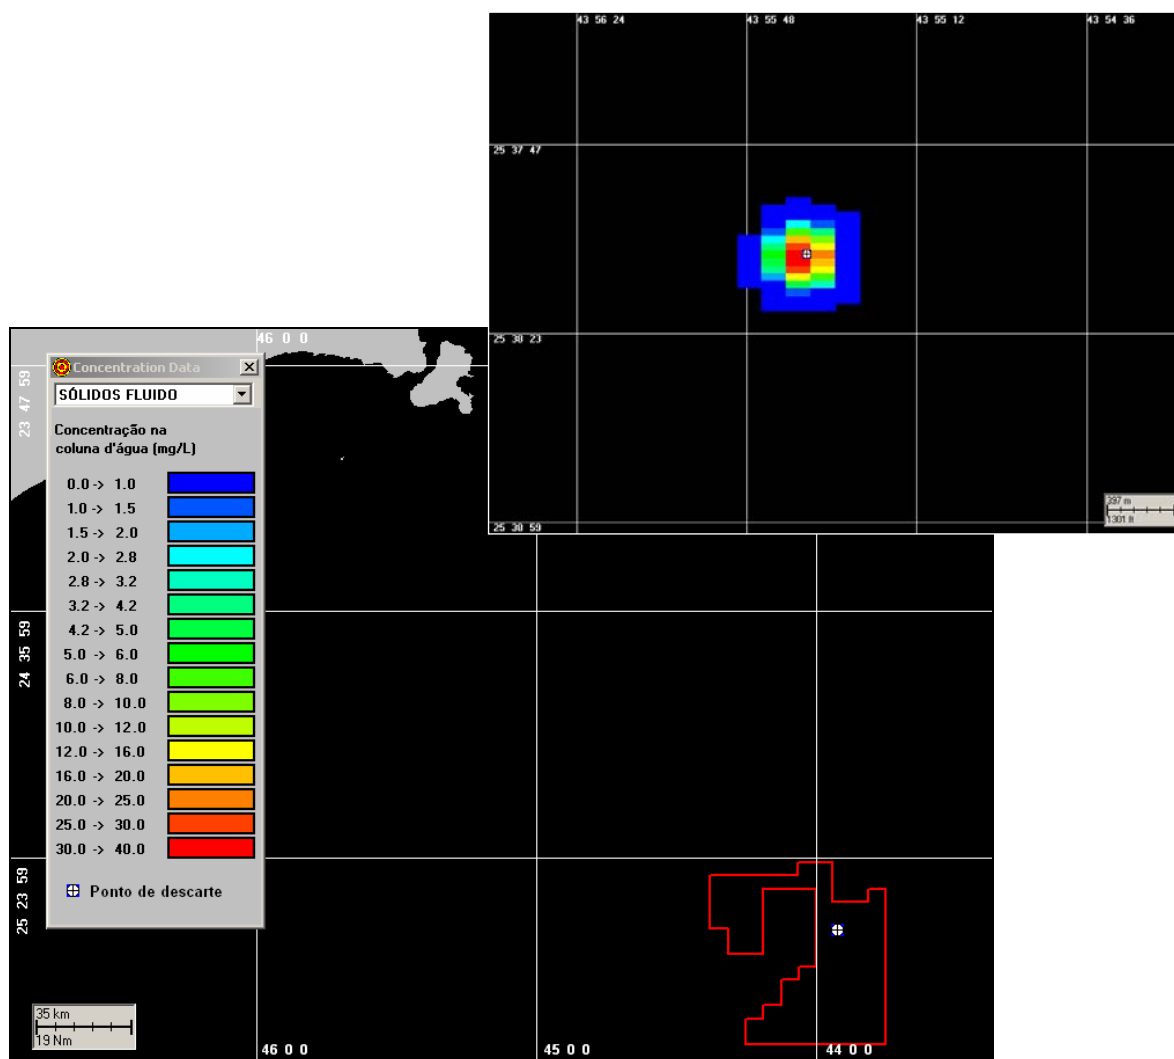 43 56 24
43 55 48
43 55 12
43 54 36
25 37 47
25 38 23
25 30 59
397 m
1301 ft
46 0 0
23 47 59
Concentration Data
SÓLIDOS FLUIDO
Concentração na
coluna d'água (mg/L)
0.0 -> 1.0
1.0 -> 1.5
1.5 -> 2.0
2.0 -> 2.8
2.8 -> 3.2
3.2 -> 4.2
4.2 -> 5.0
5.0 -> 6.0
6.0 -> 8.0
8.0 -> 10.0
10.0 -> 12.0
12.0 -> 16.0
16.0 -> 20.0
20.0 -> 25.0
25.0 -> 30.0
30.0 -> 40.0
Ponto de descarte
24 35 59
25 23 59
35 km
19 Nm
46 0 0
45 0 0
44 0 0